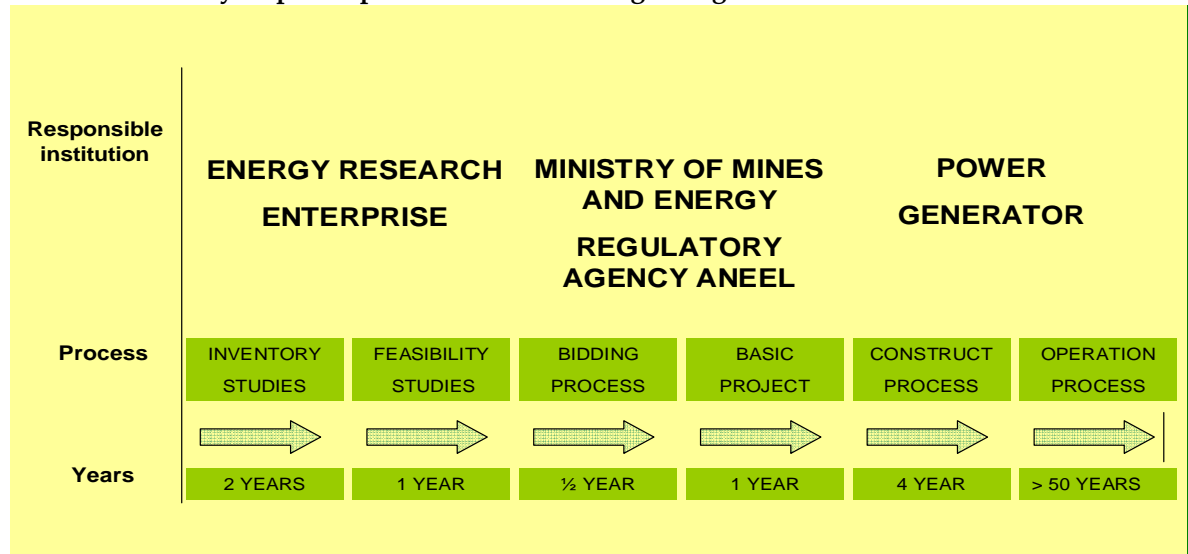 Responsible
institution
ENERGY RESEARCH
ENTERPRISE
MINISTRY OF MINES
AND ENERGY
REGULATORY
AGENCY ANEEL
POWER
GENERATOR
Process
INVENTORY
STUDIES
FEASIBILITY
STUDIES
BIDDING
PROCESS
BASIC
PROJECT
CONSTRUCT
PROCESS
OPERATION
PROCESS
Years
2 YEARS
1 YEAR
½ YEAR
1 YEAR
4 YEAR
> 50 YEARS